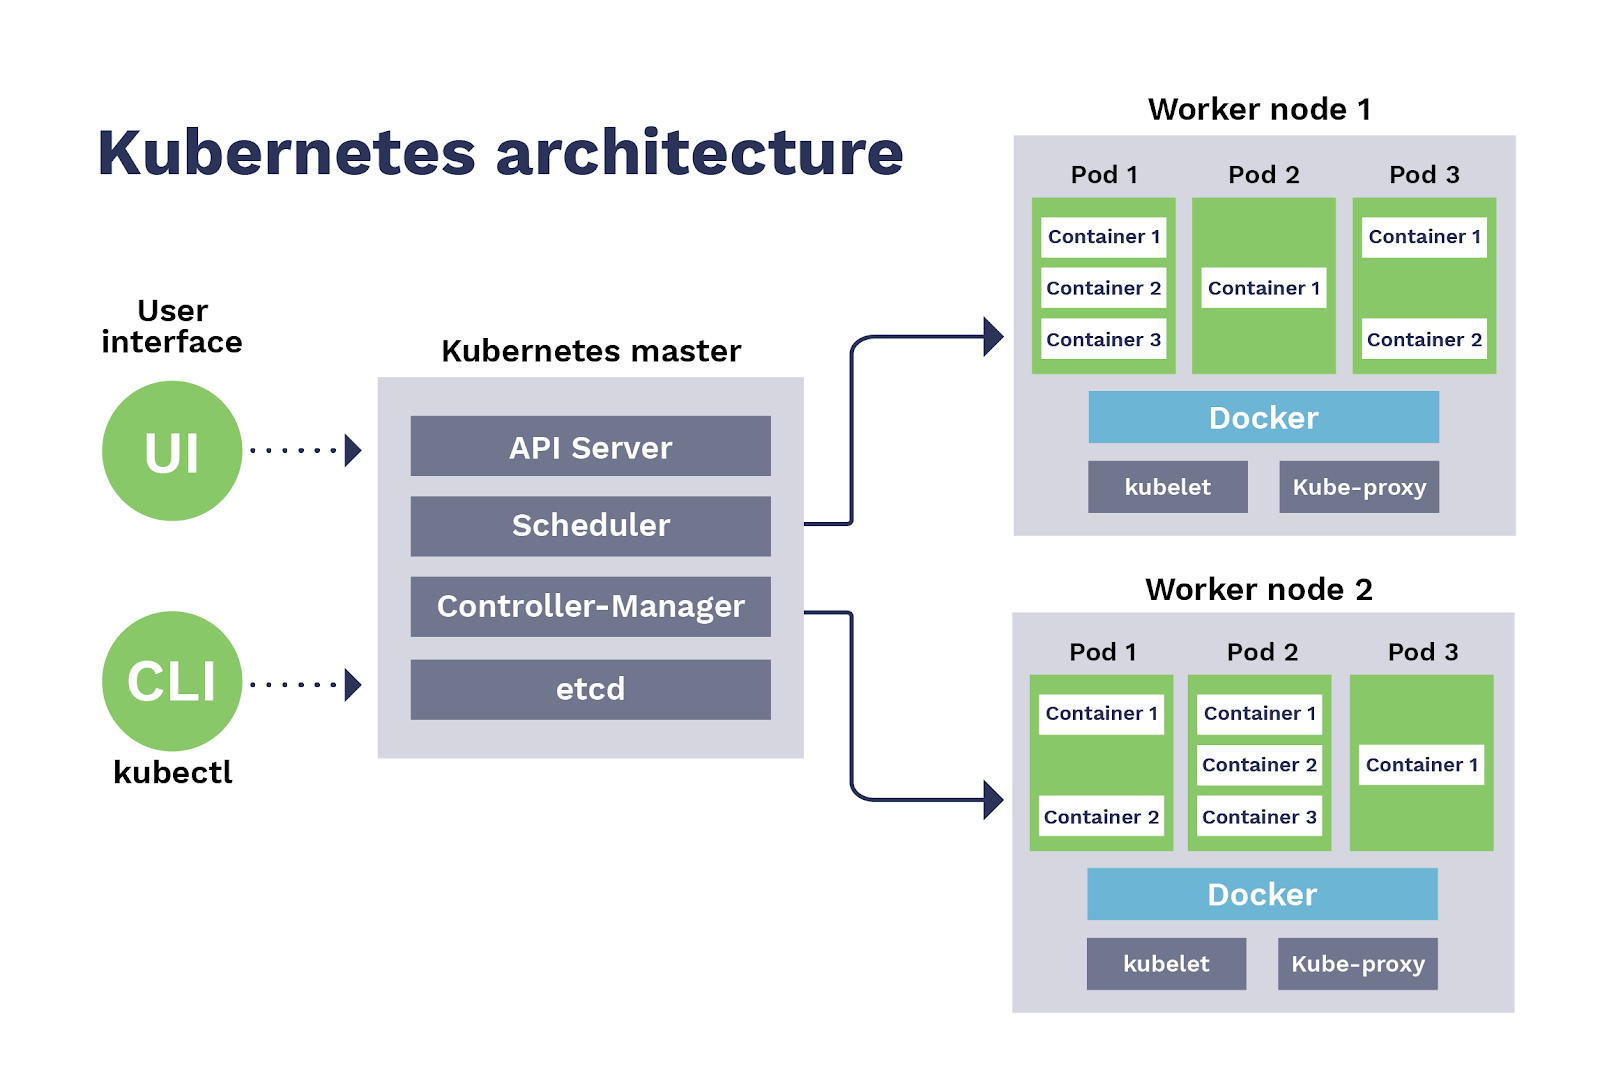 Kubernetes architecture
User
interface
UI
CLI
kubectl
Kubernetes master
API Server
Scheduler
Controller-Manager
etcd
Worker node 1
Pod 1
Container 1
Container 2
Container 3
Pod 2
Container 1
Pod 3
Container 1
Container 2
Docker
kubelet
Kube-proxy
Worker node 2
Pod 1
Container 1
Container 2
Pod 2
Container 1
Container 2
Container 3
Pod 3
Container 1
Docker
kubelet
Kube-proxy